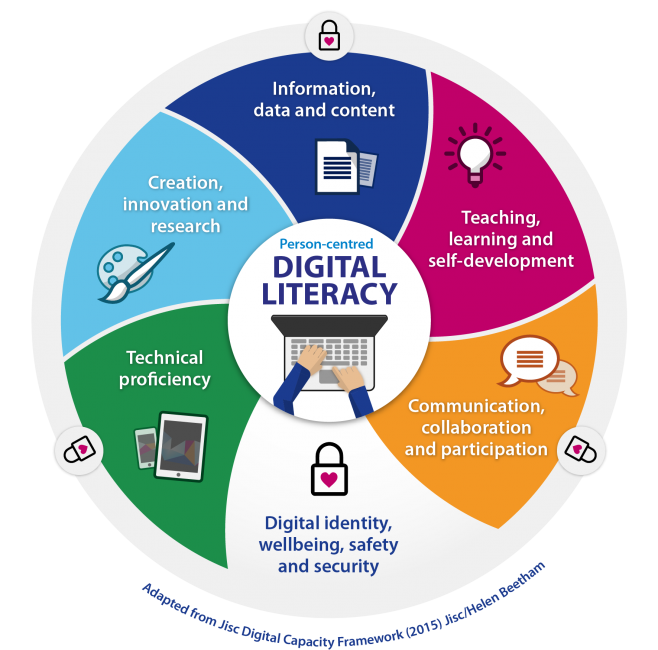 Information,
data and content
Teaching,
learning and
self-development
Communication,
collaboration
and participation
Digital identity,
wellbeing, safety
and security
Technical
proficiency
Creation,
innovation and
research
Person-centred
DIGITAL
LITERACY
Adapted from Jisc Digital Capacity Framework (2015) Jisc/Helen Beetham